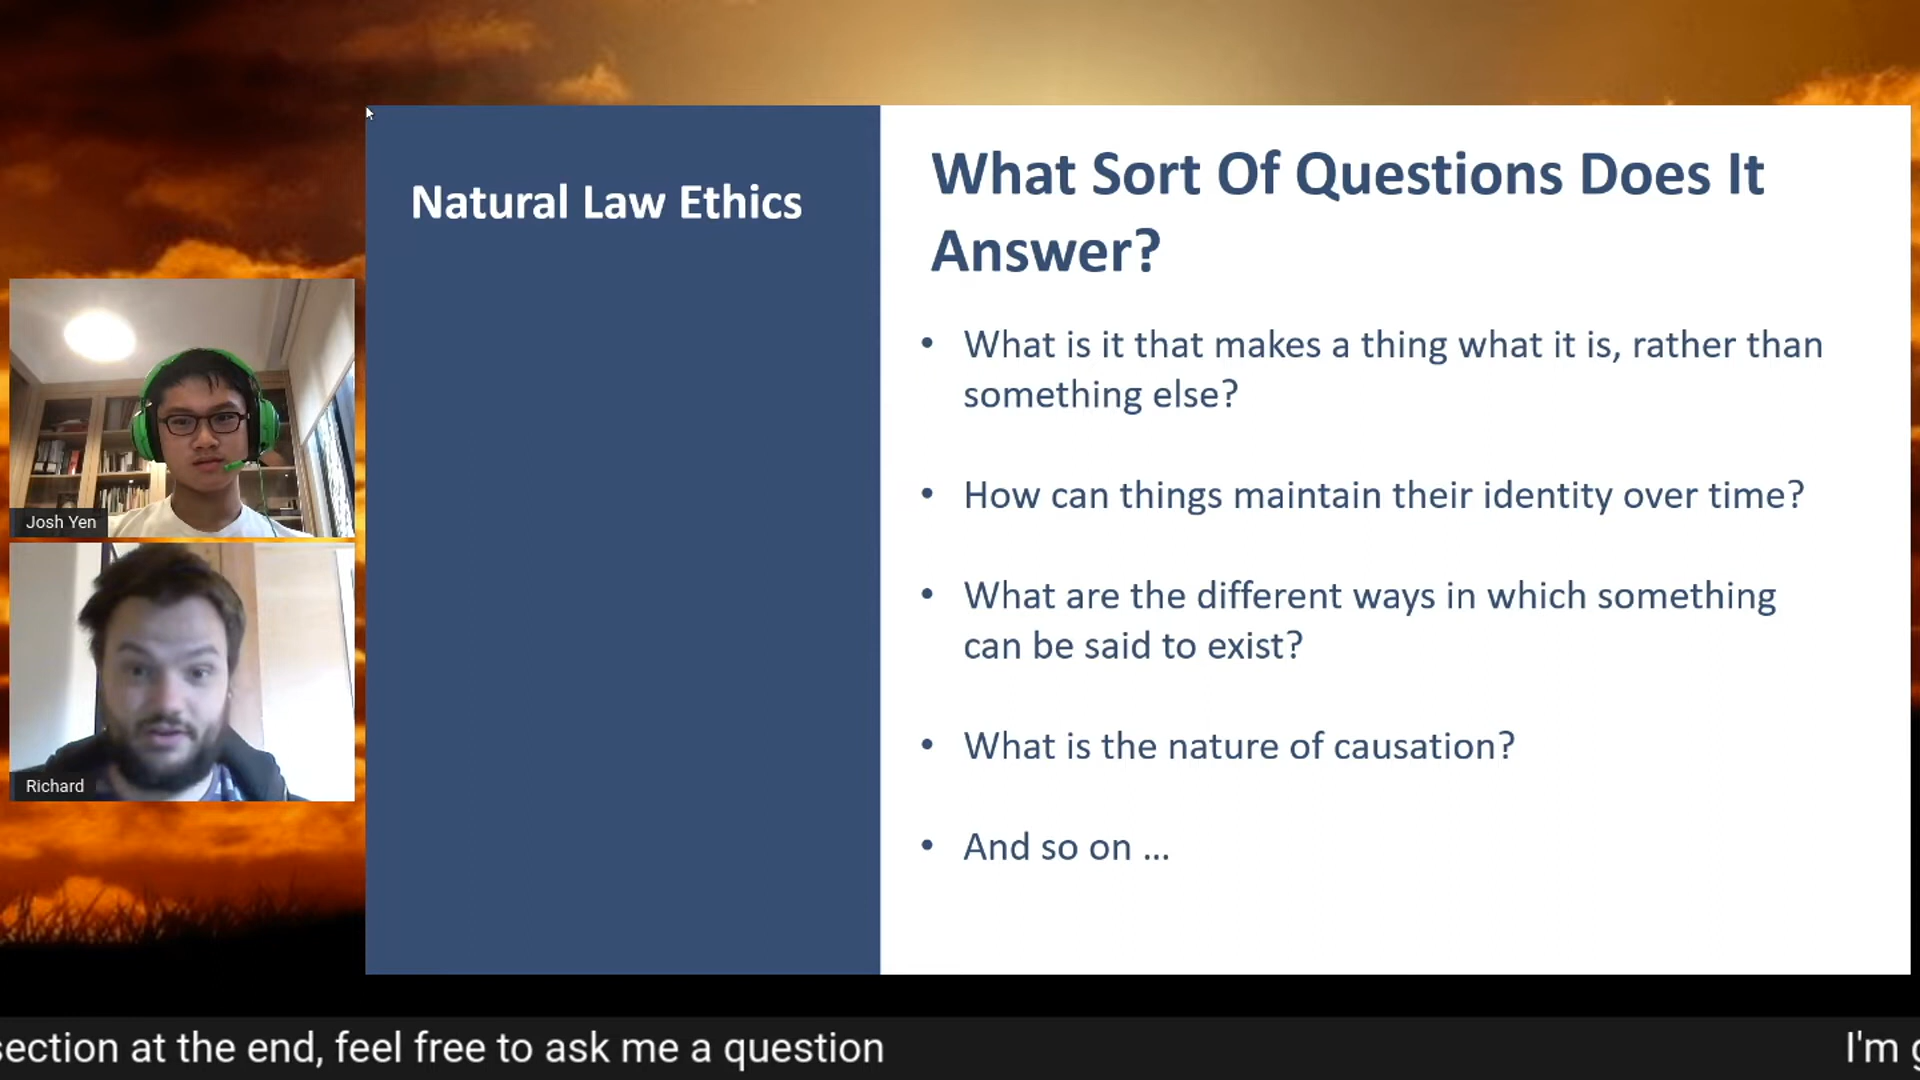 Natural Law Ethics
What Sort Of Questions Does It
Answer?
• What is it that makes a thing what it is, rather than
something else?
• How can things maintain their identity over time?
• What are the different ways in which something
can be said to exist?
• What is the nature of causation?
• And so on ...
Josh Yen
Richard
section at the end, feel free to ask me a question
I'm